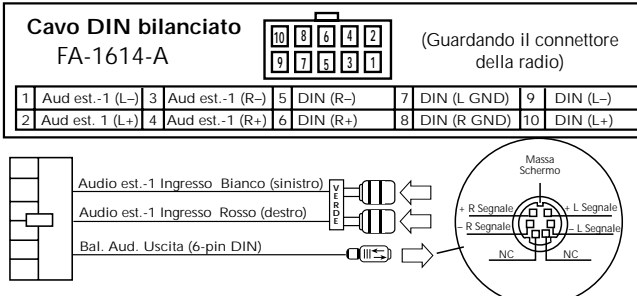 Cavo DIN bilanciato
FA-1614-A
10 8 6 4 2
9 7 5 3 1
(Guardando il connettore
della radio)
1 Aud est.-1 (L–) 3 Aud est.-1 (R–) 5 DIN (R–) 7 DIN (L GND) 9 DIN (L–)
2 Aud est. 1 (L+) 4 Aud est.-1 (R+) 6 DIN (R+) 8 DIN (R GND) 10 DIN (L+)
Audio est.-1 Ingresso Bianco (sinistro)
Audio est.-1 Ingresso Rosso (destro)
VERDE
Bal. Aud. Uscita (6-pin DIN)
Massa
Schermo
+ R Segnale
+ L Segnale
– R Segnale
– L Segnale
NC
NC